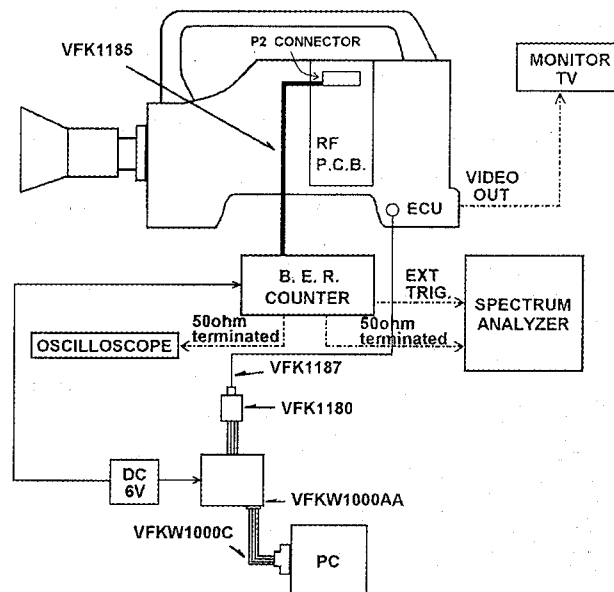 VFK1185
P2 CONNECTOR
MONITOR
TV
RF
P.C.B.
VIDEO
OUT
ECU
B. E. R.
COUNTER
EXT
TRIG.
SPECTRUM
ANALYZER
50ohm
terminated
50ohm
terminated
OSCILLOSCOPE
VFK1187
VFK1180
DC
6V
VFKW1000AA
VFKW1000C
PC